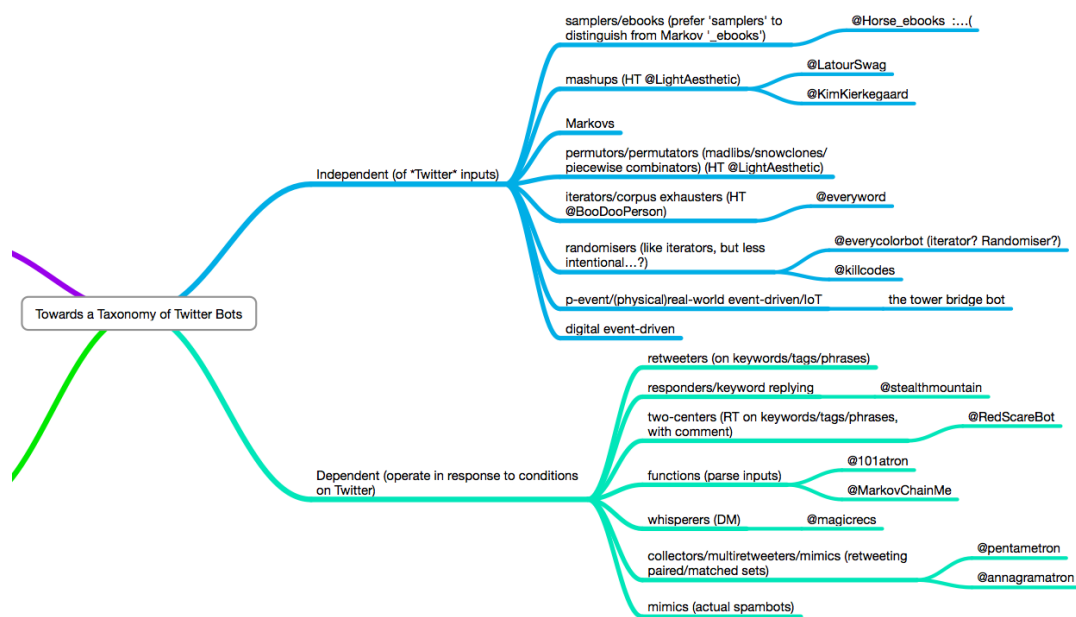 Towards a Taxonomy of Twitter Bots
Independent (of *Twitter* inputs)
samplers/ebooks (prefer 'samplers' to
distinguish from Markov '_ebooks')
@Horse_ebooks :...(
mashups (HT @LightAesthetic)
@LatourSwag
@KimKierkegaard
Markovs
permutors/permutators (madlibs/snowclones/
piecewise combinators) (HT @LightAesthetic)
iterators/corpus exhausters (HT
@BooDooPerson)
@everyword
randomisers (like iterators, but less
intentional...?)
@everycolorbot (iterator? Randomiser?)
@killcodes
p-event/(physical)real-world event-driven/IoT
the tower bridge bot
digital event-driven
Dependent (operate in response to conditions
on Twitter)
retweeters (on keywords/tags/phrases)
responders/keyword replying
@stealthmountain
two-centers (RT on keywords/tags/phrases,
with comment)
@RedScareBot
functions (parse inputs)
@101atron
@MarkovChainMe
whisperers (DM)
@magicrecs
collectors/multiretweeters/mimics (retweeting
paired/matched sets)
@pentametron
@annagramatron
mimics (actual spambots)